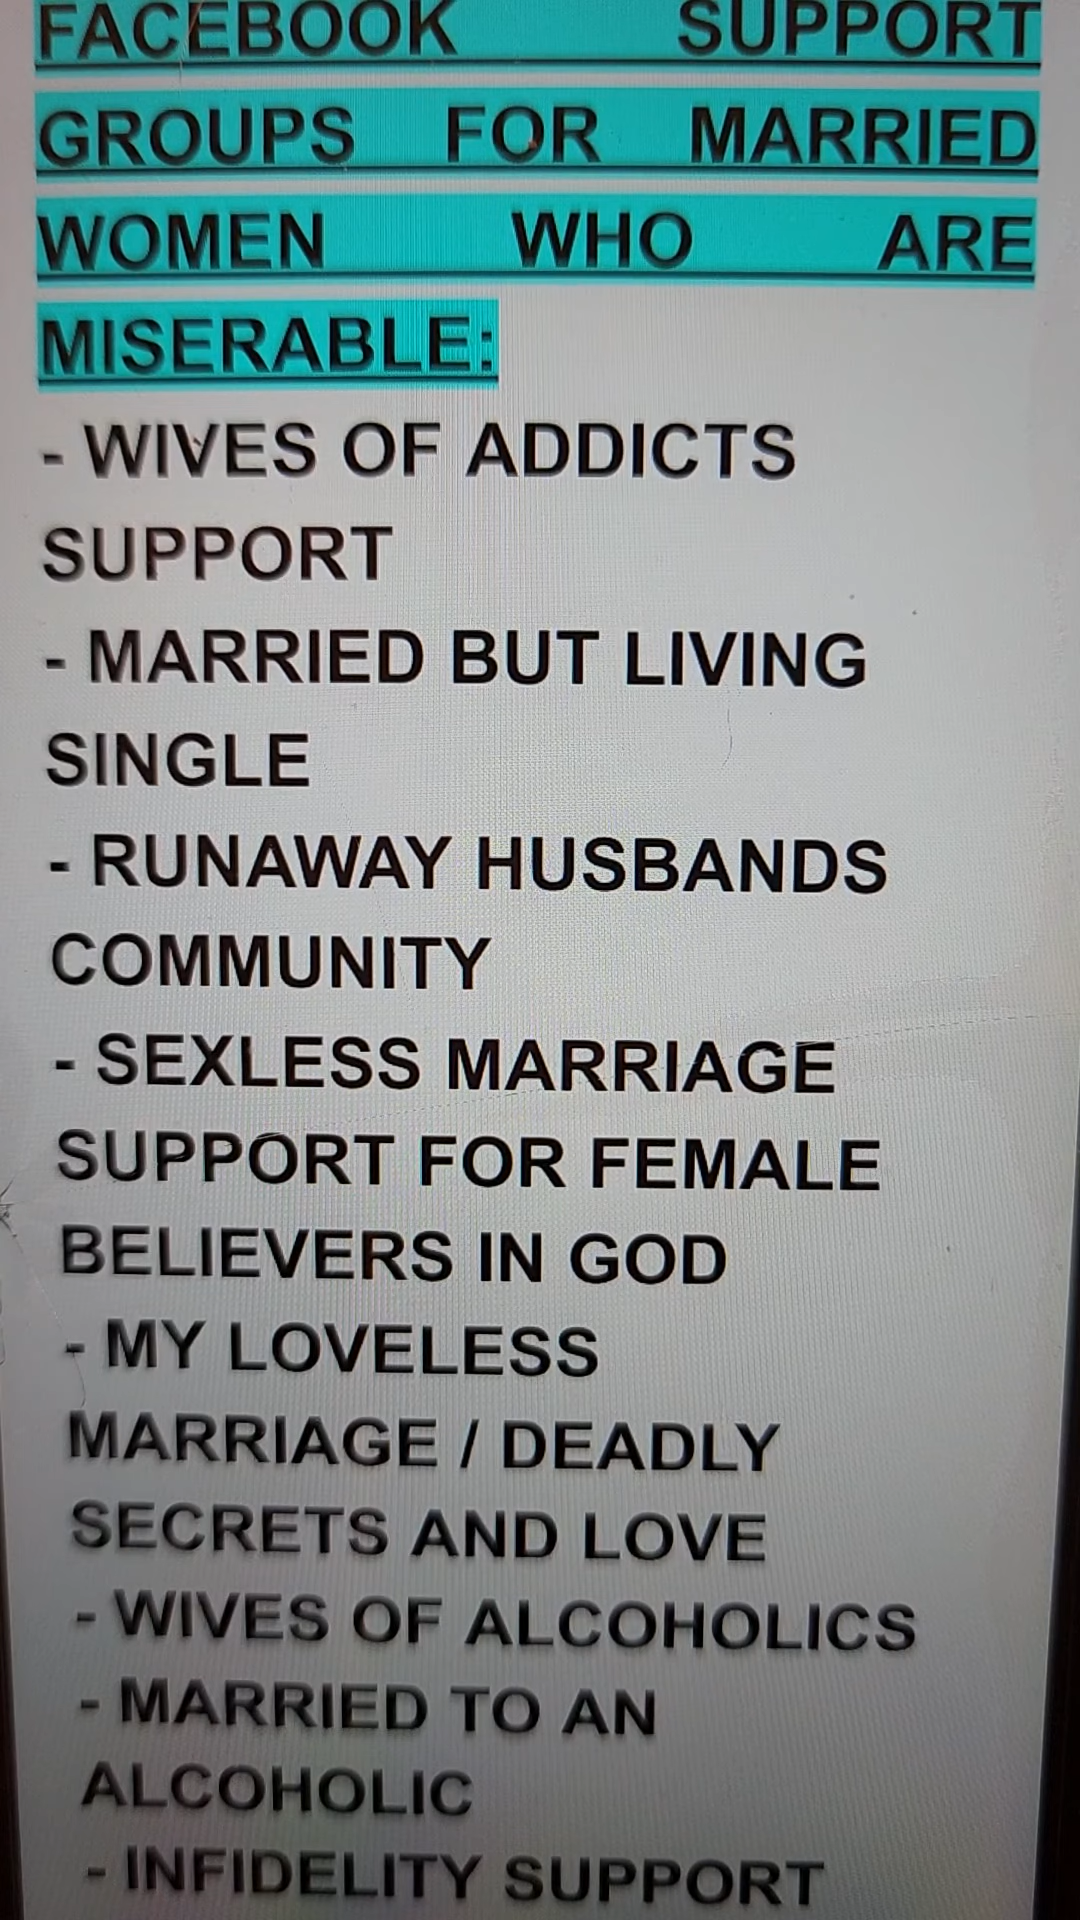 FACEBOOK SUPPORT
GROUPS FOR MARRIED
WOMEN WHO ARE
MISERABLE:
- WIVES OF ADDICTS
SUPPORT
- MARRIED BUT LIVING
SINGLE
- RUNAWAY HUSBANDS
COMMUNITY
- SEXLESS MARRIAGE
SUPPORT FOR FEMALE
BELIEVERS IN GOD
- MY LOVELESS
MARRIAGE / DEADLY
SECRETS AND LOVE
- WIVES OF ALCOHOLICS
- MARRIED TO AN
ALCOHOLIC
- INFIDELITY SUPPORT